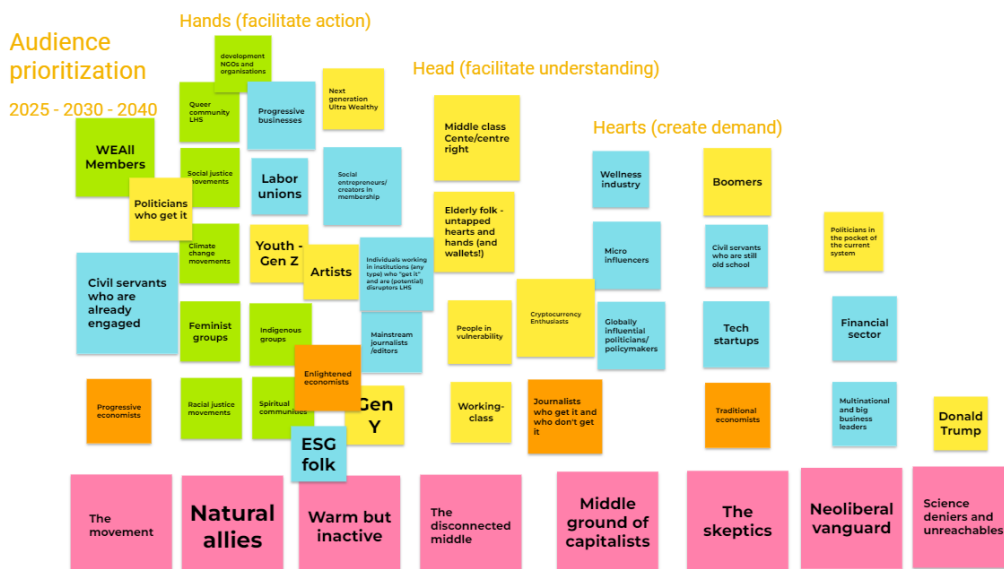 Audience
prioritization
2025 - 2030 - 2040
Hands (facilitate action)
Head (facilitate understanding)
Hearts (create demand)
WEAll
Members
Politicians
who get it
Civil servants
who are
already
engaged
Progressive
economists
development
NGOs and
organisations
Queer
community
LHS
Social justice
movements
Climate
change
movements
Feminist
groups
Racial justice
movements
Progressive
businesses
Labor
unions
Youth -
Gen Z
Indigenous
groups
Spiritual
communities
ESG
folk
Next
generation
Ultra Wealthy
Social
entrepreneurs/
creators in
membership
Artists
Individuals working
in institutions (any
type) who "get it"
and are (potential)
disruptors LHS
Mainstream
journalists
/editors
Enlightened
economists
Gen
Y
Middle class
Cente/centre
right
Elderly folk -
untapped
hearts and
hands (and
wallets!)
People in
vulnerability
Working-
class
Cryptocurrency
Enthusiasts
Journalists
who get it and
who don't get
it
Wellness
industry
Micro
influencers
Globally
influential
politicians/
policymakers
Boomers
Civil servants
who are still
old school
Tech
startups
Traditional
economists
Politicians
in the pocket of
the current
system
Financial
sector
Multinational
and big
business
leaders
Donald
Trump
The
movement
Natural
allies
Warm but
inactive
The
disconnected
middle
Middle
ground of
capitalists
The
skeptics
Neoliberal
vanguard
Science
deniers and
unreachables